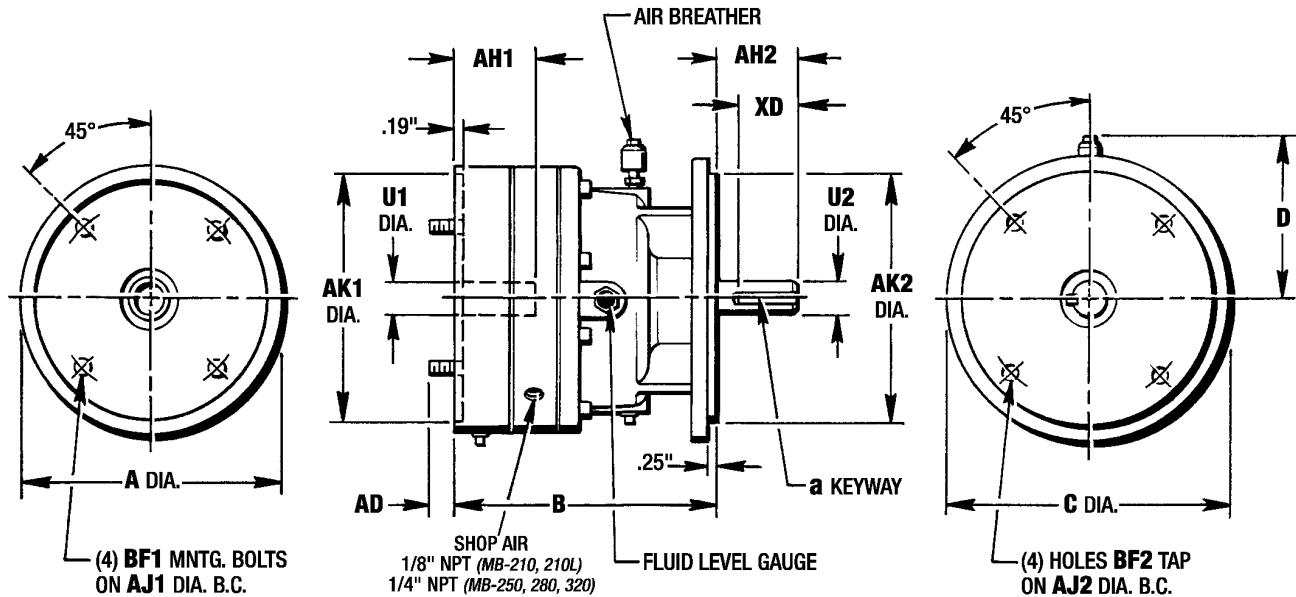 AIR BREATHER
AH1
AH2
XD
45°
.19"
45°
D
U1
DIA.
U2
DIA.
AK1
DIA.
AK2
DIA.
.25"
A DIA.
AD
B
a KEYWAY
C DIA.
(4) BF1 MNTG. BOLTS
ON AJ1 DIA. B.C.
SHOP AIR
1/8" NPT (MB-210, 210L)
1/4" NPT (MB-250, 280, 320)
FLUID LEVEL GAUGE
(4) HOLES BF2 TAP
ON AJ2 DIA. B.C.